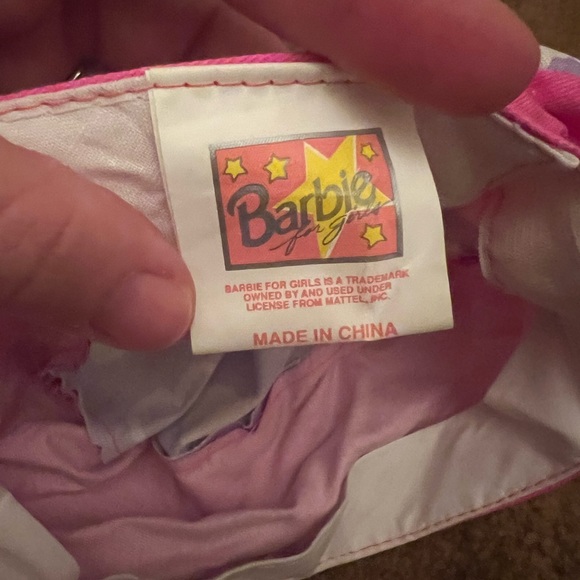 Barbie
for girls
BARBIE FOR GIRLS IS A TRADEMARK
OWNED BY AND USED UNDER
LICENSE FROM MATTEL, INC.
MADE IN CHINA